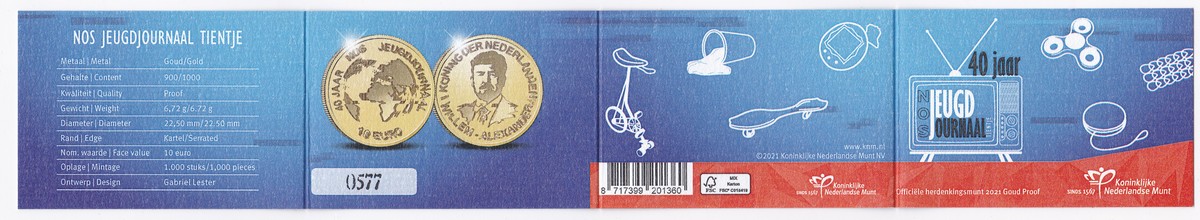 NOS JEUGDJOURNAAL TIENTJE
Metaal | Metal Goud/Gold
Gehalte | Content 900/1000
Kwaliteit | Quality Proof
Gewicht | Weight 6,72 g/6.72 g
Diameter | Diameter 22,50 mm/22.50 mm
Rand | Edge Kartel/Serrated
Nom. waarde | Face value 10 euro
Oplage | Mintage 1.000 stuks/1,000 pieces
Ontwerp | Design Gabriel Lester
40 JAAR NOS JEUGDJOURNAAL
10 EURO
WILLEM-ALEXANDER KONING DER NEDERLANDEN
0577
www.knm.nl
©2021 Koninklijke Nederlandse Munt NV
8 717399 201360
FSC
MIX
Karton
SINDS 1567
Koninklijke
Nederlandse Munt
40 jaar
NOS
JEUGD
JOURNAAL
Officiële herdenkingsmunt 2021 Goud Proof
SINDS 1567
Koninklijke
Nederlandse Munt